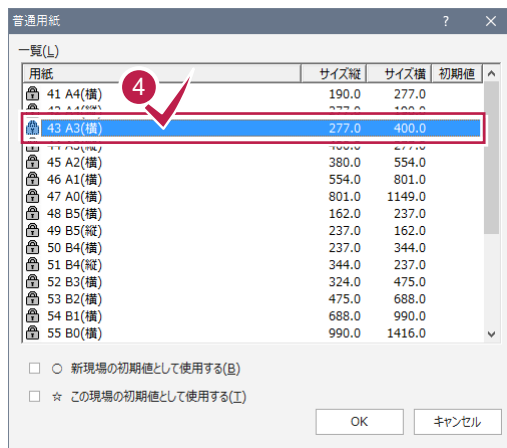 普通用紙 ? ×
一覧(L)
用紙 サイズ縦 サイズ横 初期値
41 A4(横) 190.0 277.0
4
43 A3(横) 277.0 400.0
45 A2(横) 380.0 554.0
46 A1(横) 554.0 801.0
47 A0(横) 801.0 1149.0
48 B5(横) 162.0 237.0
49 B5(縦) 237.0 162.0
50 B4(横) 237.0 344.0
51 B4(縦) 344.0 237.0
52 B3(横) 324.0 475.0
53 B2(横) 475.0 688.0
54 B1(横) 688.0 990.0
55 B0(横) 990.0 1416.0
○ 新現場の初期値として使用する(B)
☆ この現場の初期値として使用する(T)
OK キャンセル